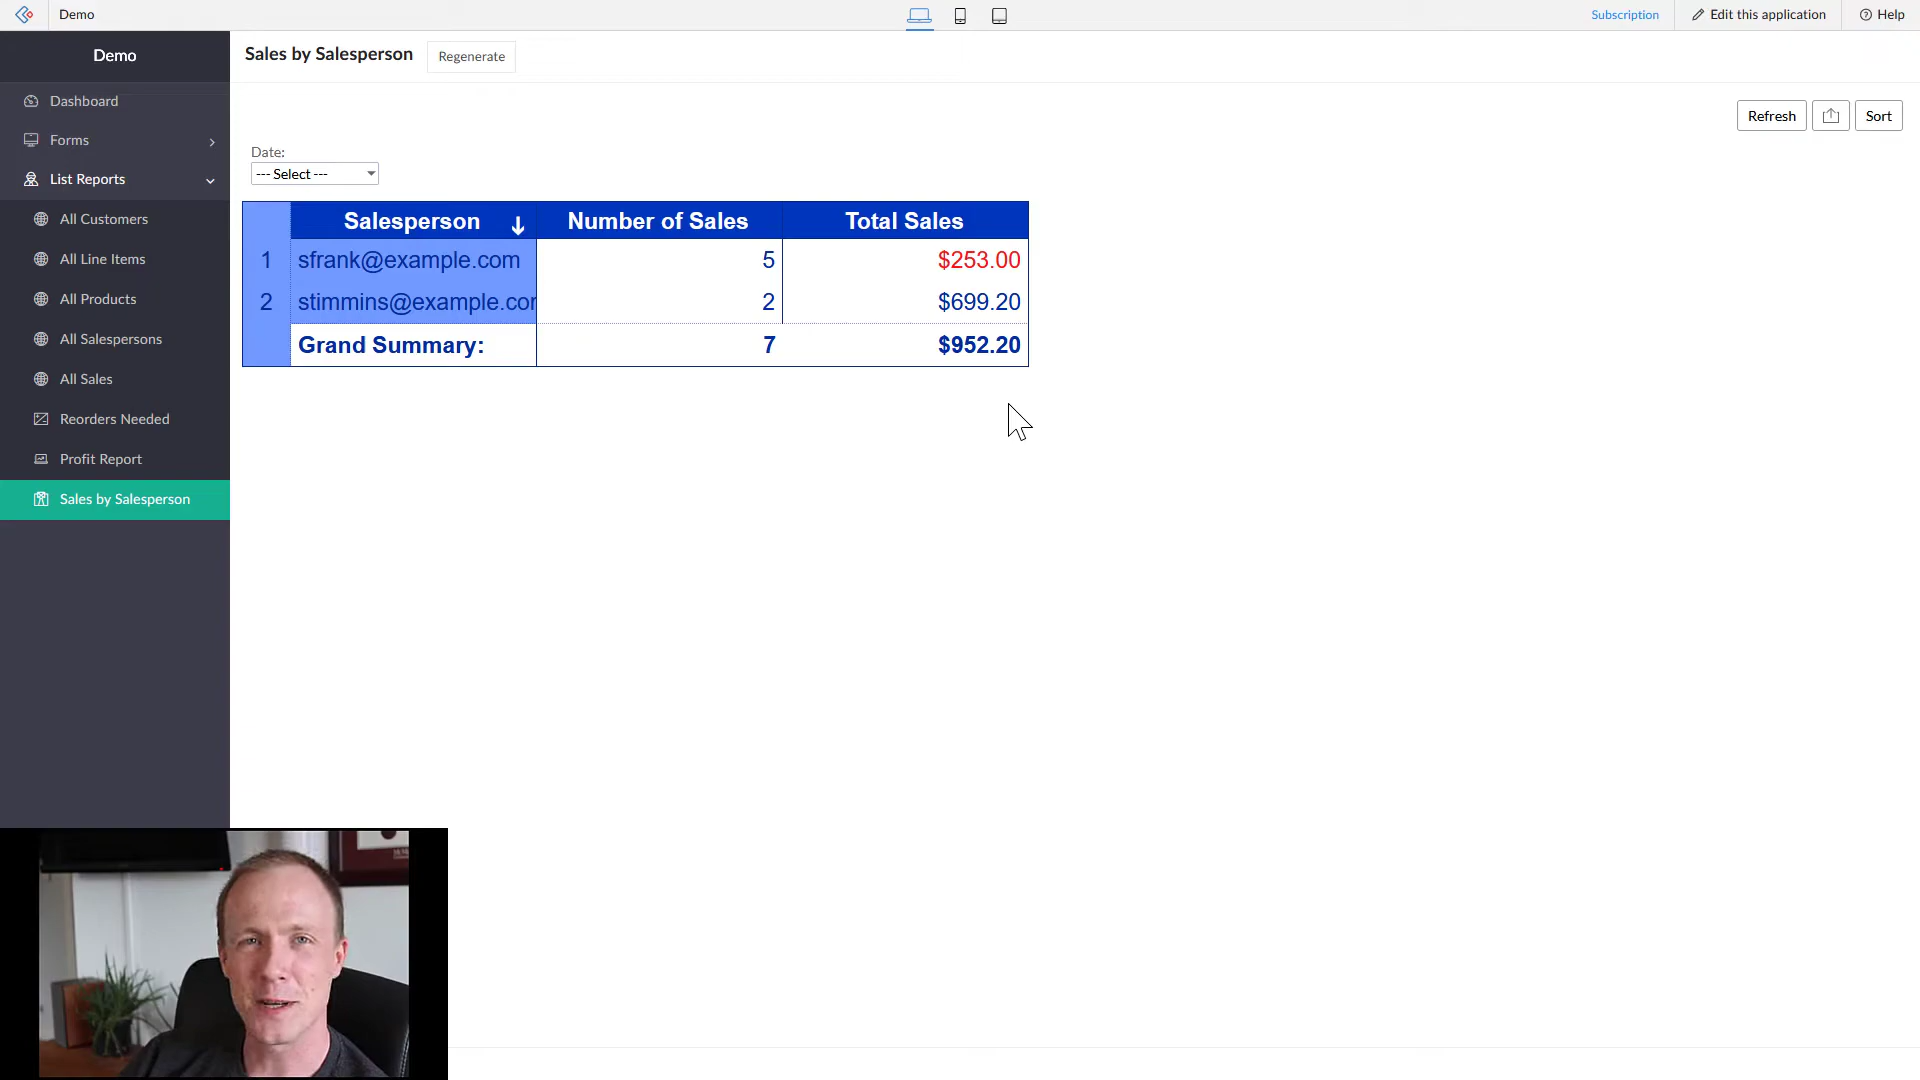 Demo
Subscription
Edit this application
Help
Demo
Dashboard
Forms
List Reports
All Customers
All Line Items
All Products
All Salespersons
All Sales
Reorders Needed
Profit Report
Sales by Salesperson
Sales by Salesperson
Regenerate
Refresh
Sort
Date:
--- Select ---
Salesperson Number of Sales Total Sales
1 sfrank@example.com 5 $253.00
2 stimmins@example.cor 2 $699.20
Grand Summary: 7 $952.20